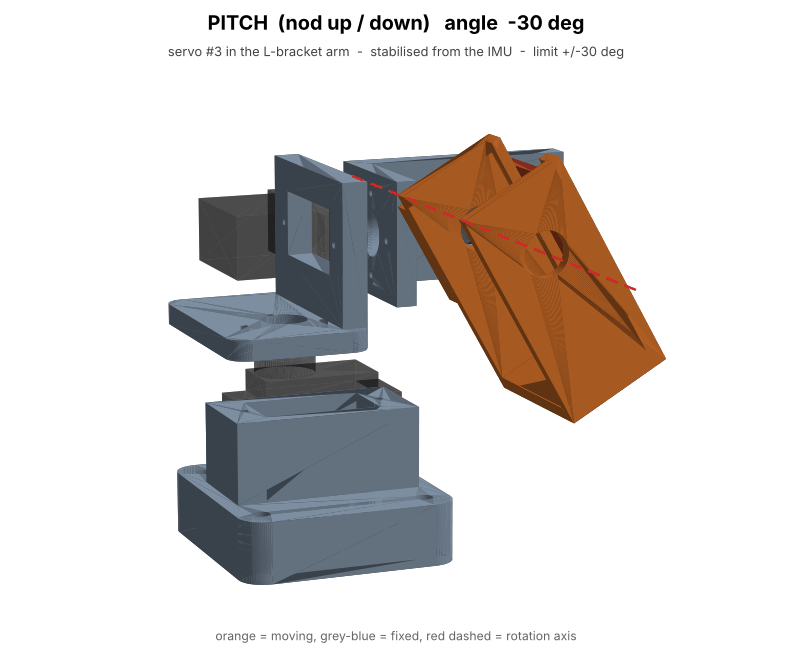 PITCH (nod up / down) angle -30 deg
servo #3 in the L-bracket arm - stabilised from the IMU - limit +/-30 deg
orange = moving, grey-blue = fixed, red dashed = rotation axis